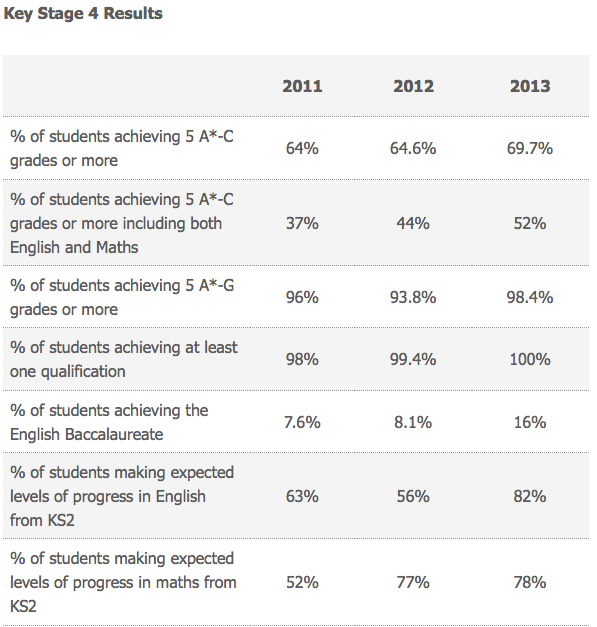 Key Stage 4 Results
2011 2012 2013
% of students achieving 5 A*-C
grades or more
64% 64.6% 69.7%
% of students achieving 5 A*-C
grades or more including both
English and Maths
37% 44% 52%
% of students achieving 5 A*-G
grades or more
96% 93.8% 98.4%
% of students achieving at least
one qualification
98% 99.4% 100%
% of students achieving the
English Baccalaureate
7.6% 8.1% 16%
% of students making expected
levels of progress in English
from KS2
63% 56% 82%
% of students making expected
levels of progress in maths from
KS2
52% 77% 78%